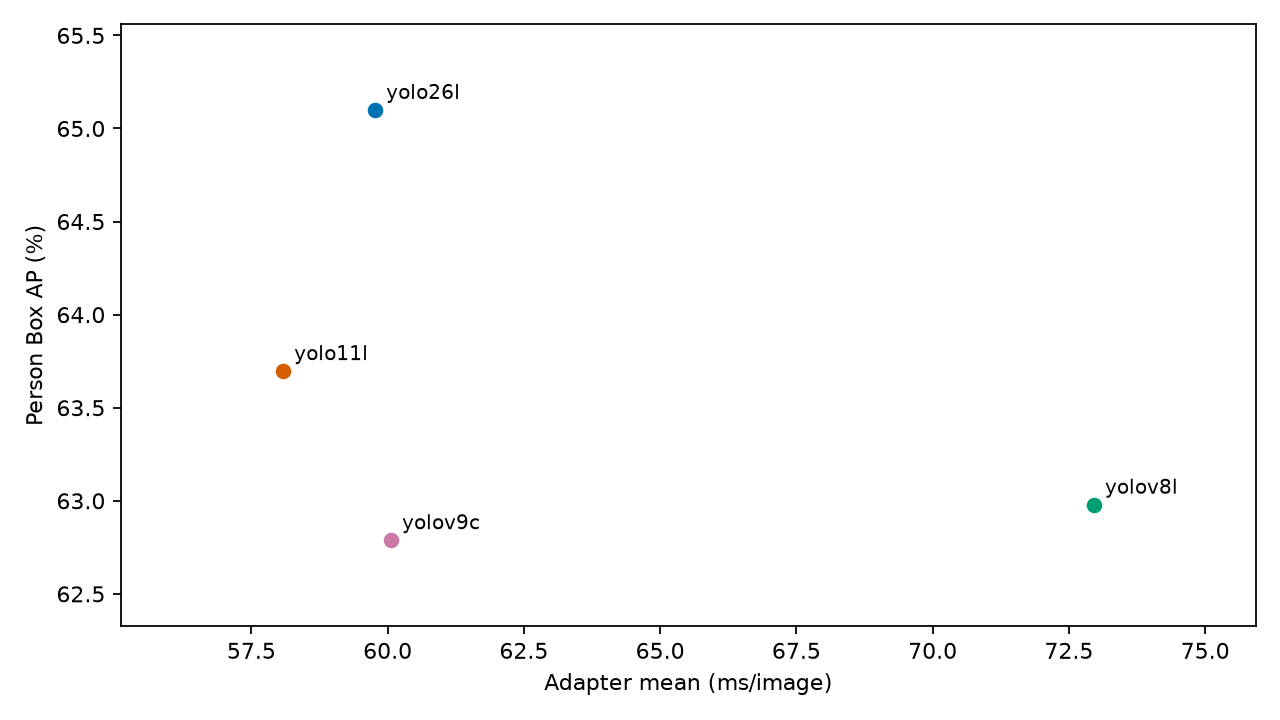 65.5
yolo26l
65.0
64.5
64.0
yolo11l
63.5
yolov8l
63.0
yolov9c
62.5
57.5 60.0 62.5 65.0 67.5 70.0 72.5 75.0
Adapter mean (ms/image)
Person Box AP (%)